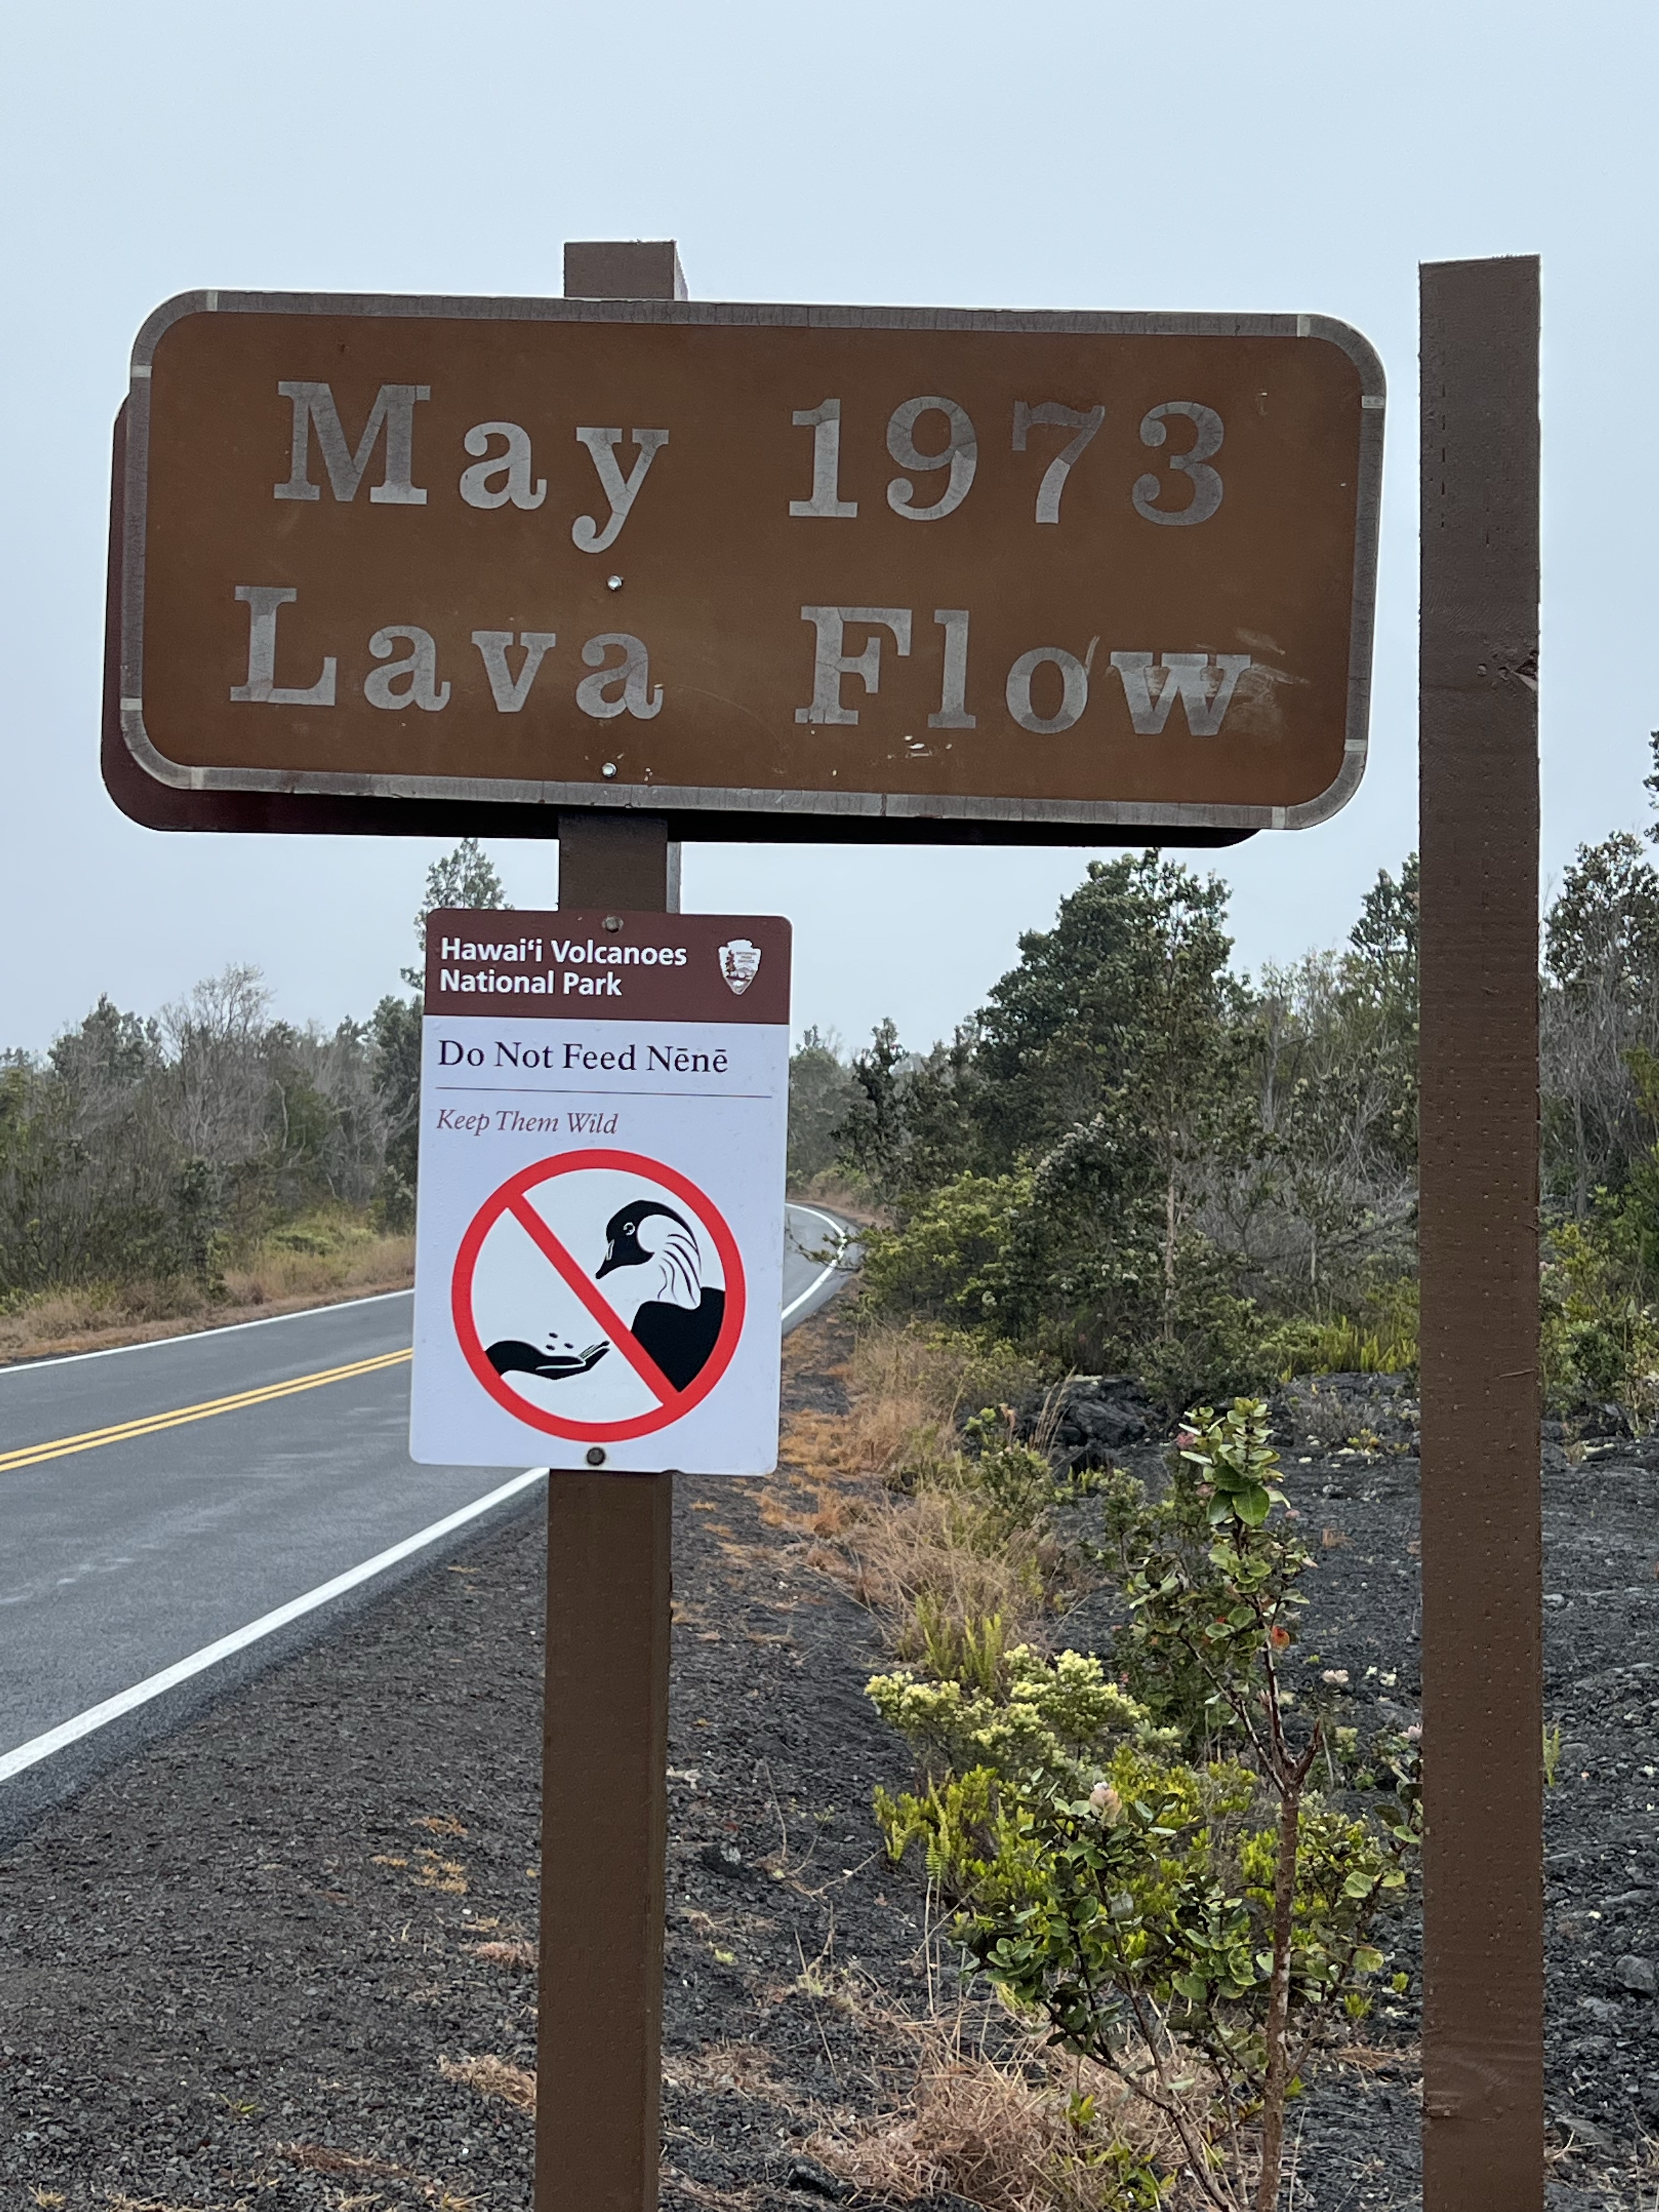 May 1973
Lava Flow
Hawaiʻi Volcanoes
National Park
Do Not Feed Nēnē
Keep Them Wild